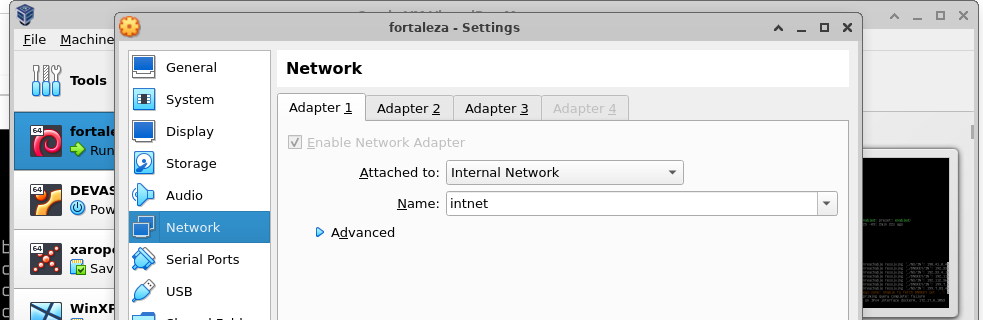 fortaleza - Settings
File Machine
Tools
64
fortale
Run
64
DEVAS
Pow
64
xarop
Sav
WinXP
General
System
Display
Storage
Audio
Network
Serial Ports
USB
Network
Adapter 1 Adapter 2 Adapter 3 Adapter 4
Enable Network Adapter
Attached to: Internal Network
Name: intnet
Advanced